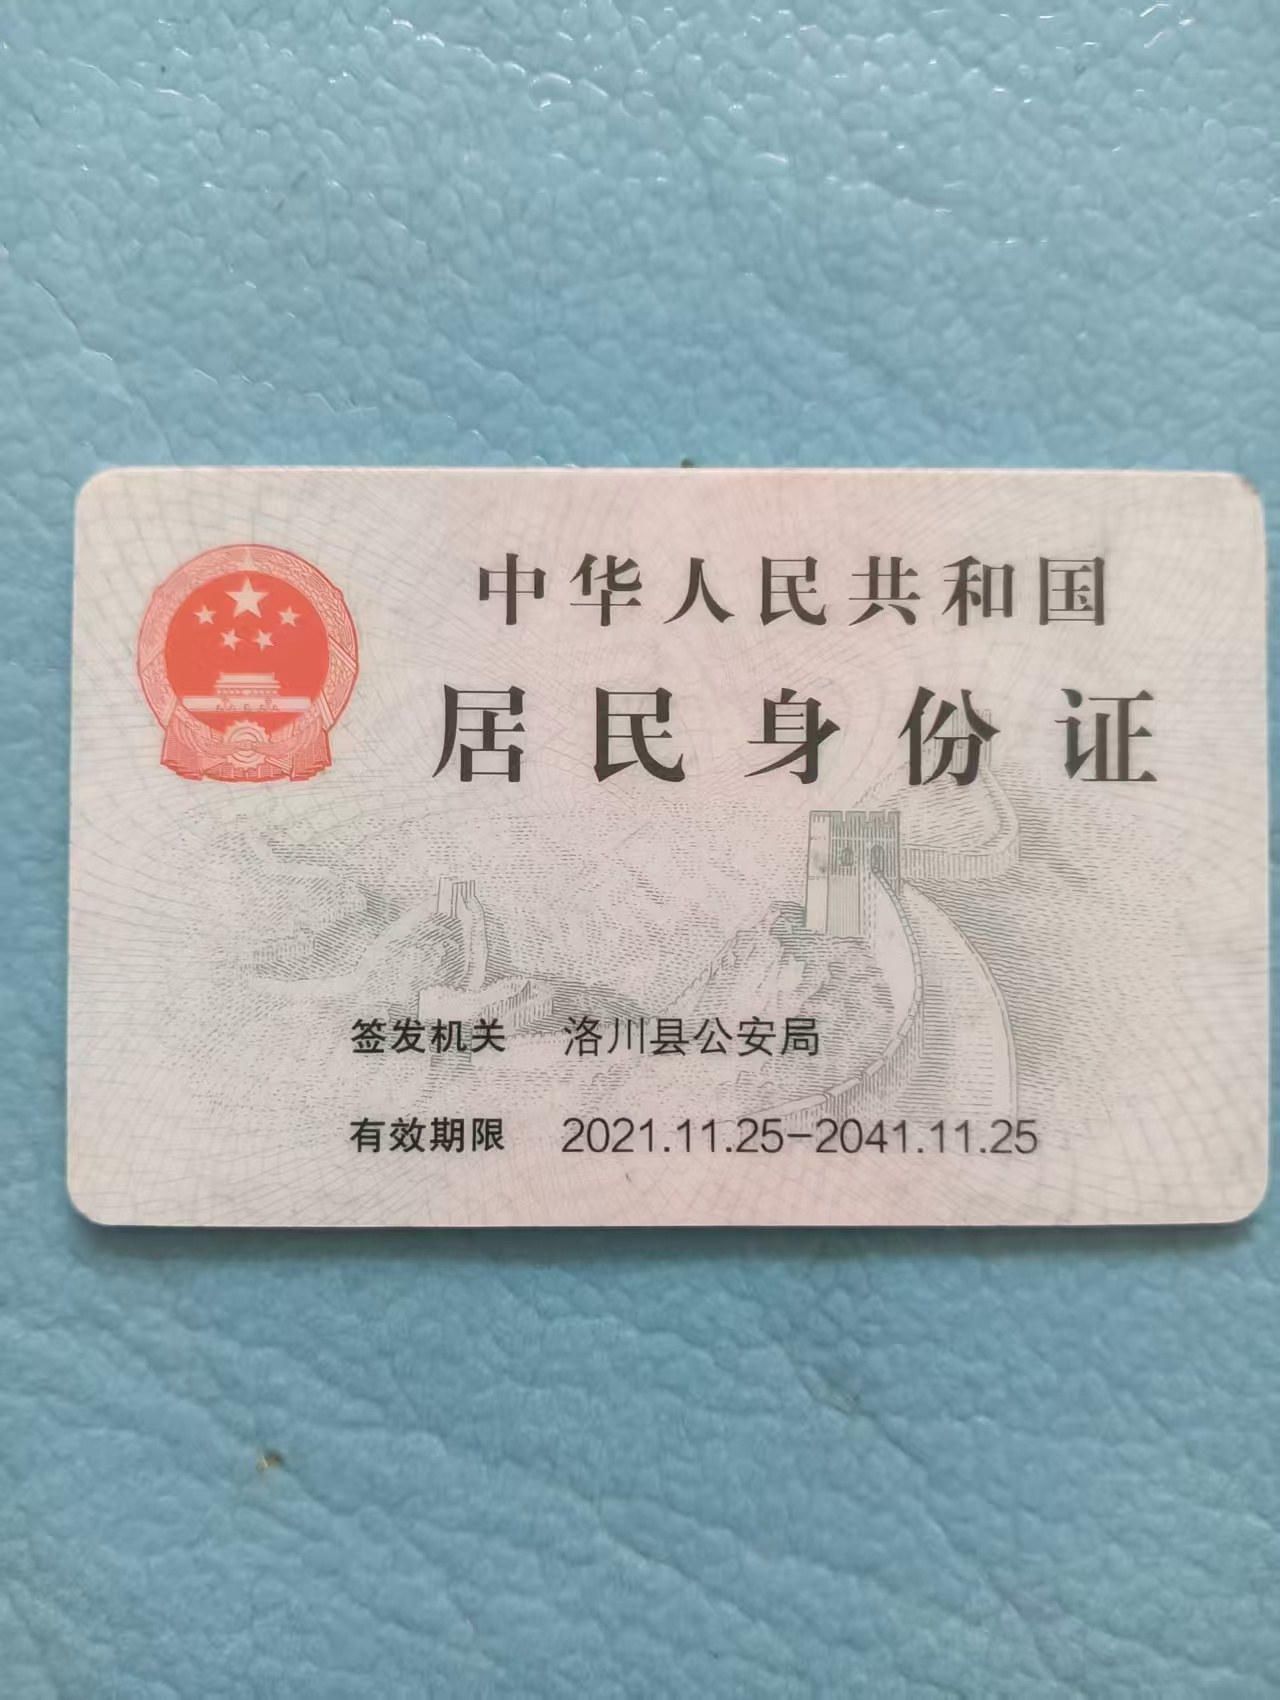 中华人民共和国
居民身份证
签发机关 洛川县公安局
有效期限 2021.11.25-2041.11.25